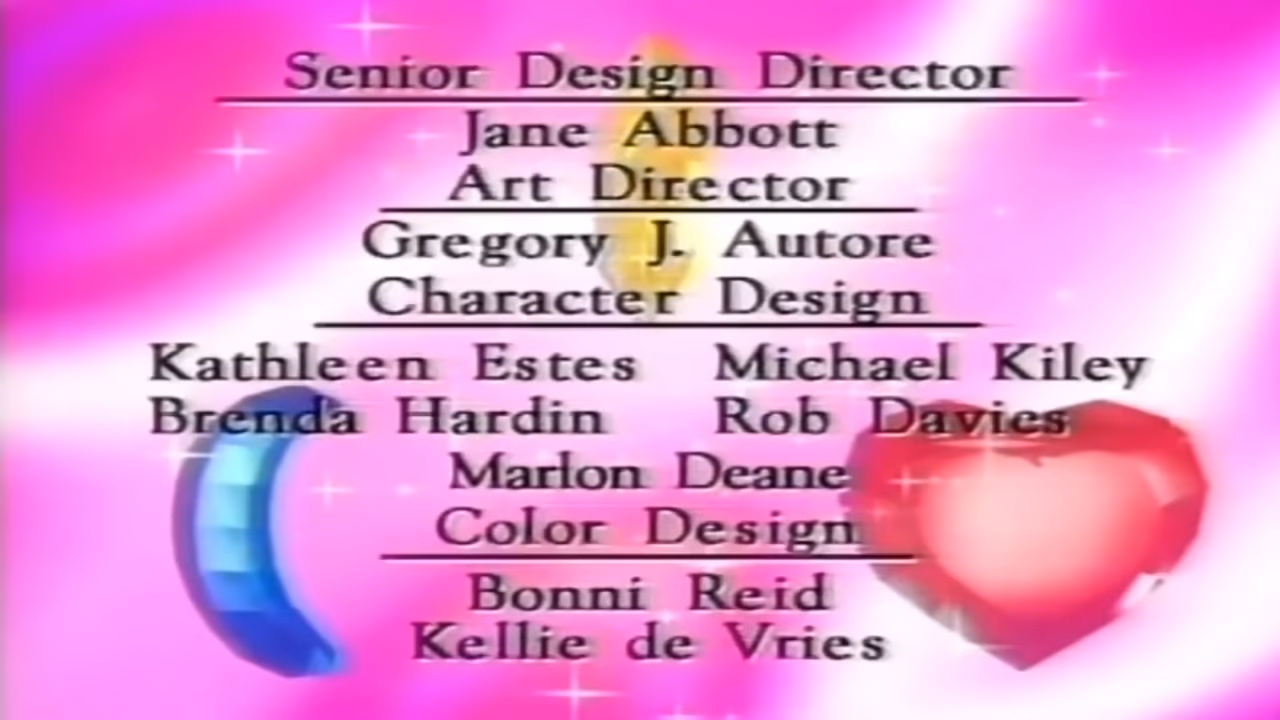 Senior Design Director
Jane Abbott
Art Director
Gregory J. Autore
Character Design
Kathleen Estes Michael Kiley
Brenda Hardin Rob Davies
Marlon Deane
Color Design
Bonni Reid
Kellie de Vries